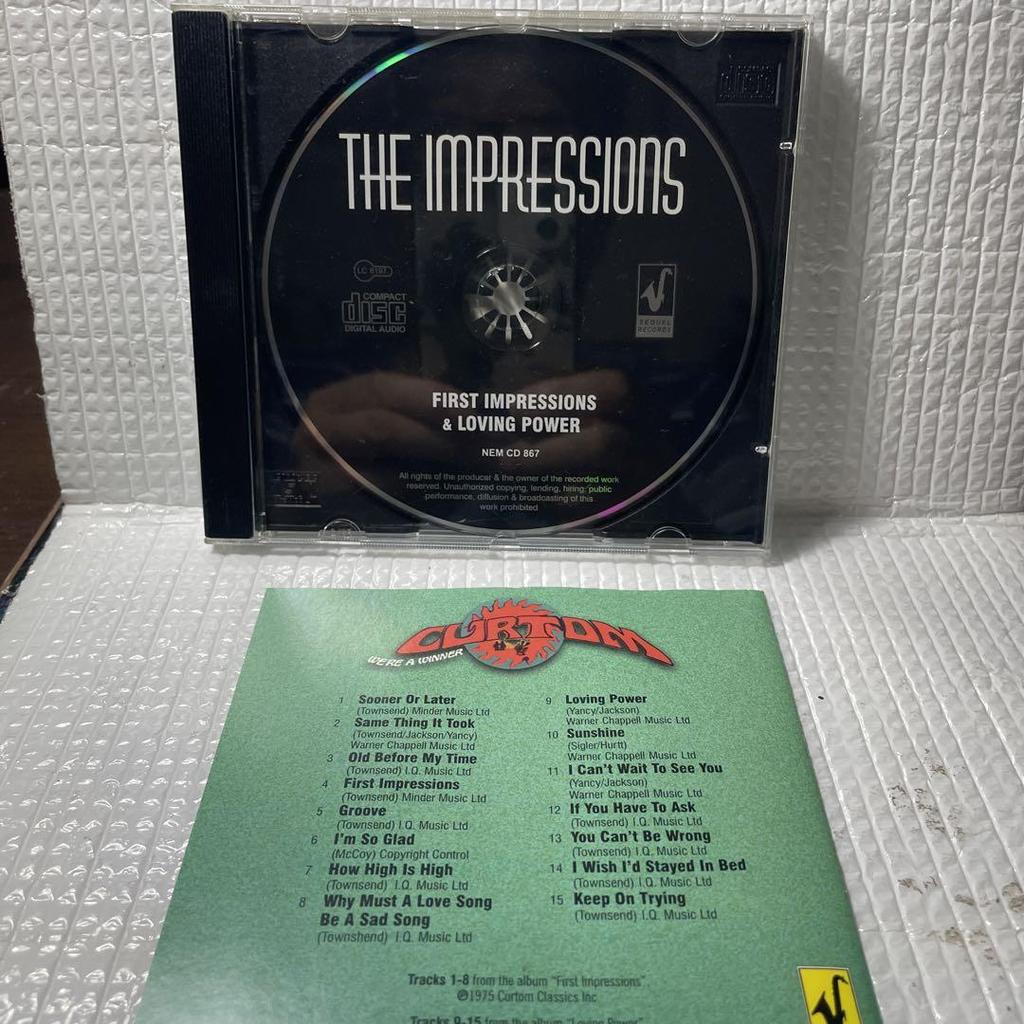 THE IMPRESSIONS
LC 6197
COMPACT
disc
DIGITAL AUDIO
SEQUEL
RECORDS
FIRST IMPRESSIONS
& LOVING POWER
NEM CD 867
All rights of the producer & the owner of the recorded work
reserved. Unauthorized copying, lending, hiring, public
performance, diffusion & broadcasting of this
work prohibited
CURTOM
WE'RE A WINNER
1 Sooner Or Later
(Townsend) Minder Music Ltd
2 Same Thing It Took
(Townsend/Jackson/Yancy)
Warner Chappell Music Ltd
3 Old Before My Time
(Townsend) I.Q. Music Ltd
4 First Impressions
(Townsend) Minder Music Ltd
5 Groove
(Townsend) I.Q. Music Ltd
6 I'm So Glad
(McCoy) Copyright Control
7 How High Is High
(Townsend) I.Q. Music Ltd
8 Why Must A Love Song
Be A Sad Song
(Townshend) I.Q. Music Ltd
9 Loving Power
(Yancy/Jackson)
Warner Chappell Music Ltd
10 Sunshine
(Sigler/Hurtt)
Warner Chappell Music Ltd
11 I Can't Wait To See You
(Yancy/Jackson)
Warner Chappell Music Ltd
12 If You Have To Ask
(Townsend) I.Q. Music Ltd
13 You Can't Be Wrong
(Townsend) I.Q. Music Ltd
14 I Wish I'd Stayed In Bed
(Townsend) I.Q. Music Ltd
15 Keep On Trying
(Townsend) I.Q. Music Ltd
Tracks 1-8 from the album "First Impressions".
℗©1975 Curtom Classics Inc
Tracks 9-15 from the album "Loving Power"